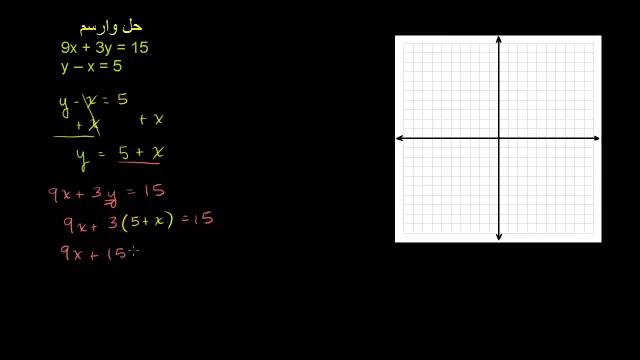 حل وارسم
9x + 3y = 15
y – x = 5
y - x = 5
+ x + x
y = 5 + x
9x + 3y = 15
9x + 3(5+x) = 15
9x + 15